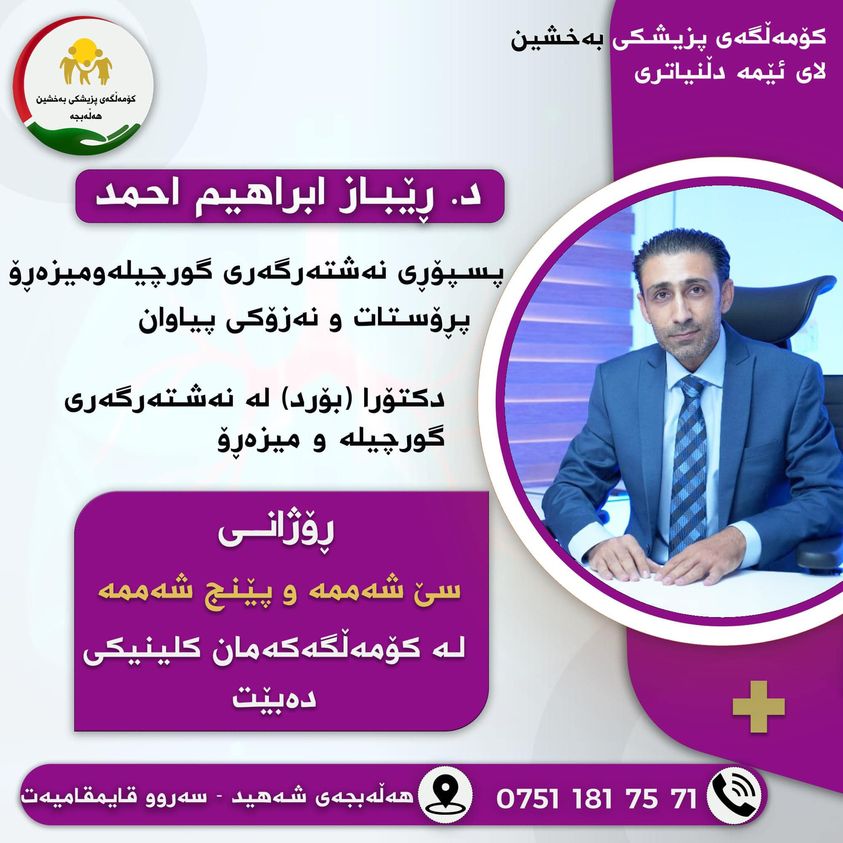 کۆمەڵگەی پزیشکی بەخشین
لای ئێمە دڵنیاتری
کۆمەڵگەی پزیشکی بەخشین
هەڵەبجە
د. ڕێباز ابراهیم احمد
پسپۆڕی نەشتەرگەری گورچیلەومیزەڕۆ
پڕۆستات و نەزۆکی پیاوان
دکتۆرا (بۆرد) لە نەشتەرگەری
گورچیلە و میزەڕۆ
ڕۆژانی
سێ شەممە و پێنج شەممە
لە کۆمەڵگەکەمان کلینیکی
دەبێت
هەڵەبجەی شەهید - سەروو قایمقامیەت
0751 181 75 71